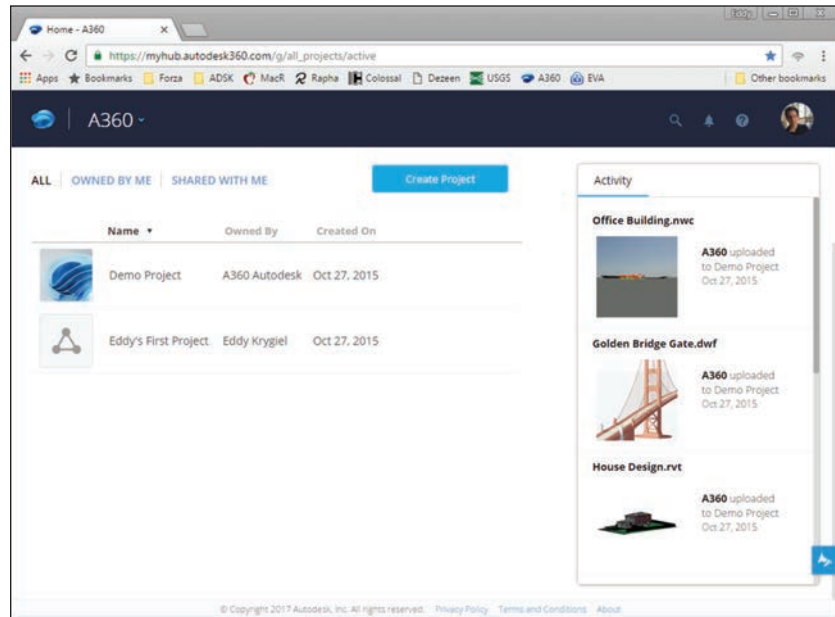 Eddy
Home - A360
https://myhub.autodesk360.com/g/all_projects/active
Apps Bookmarks Forza ADSK MacR Rapha Colossal Dezeen USGS A360 EVA Other bookmarks
A360
ALL OWNED BY ME SHARED WITH ME Create Project
Name Owned By Created On
Demo Project A360 Autodesk Oct 27, 2015
Eddy's First Project Eddy Krygiel Oct 27, 2015
Activity
Office Building.nwc
A360 uploaded
to Demo Project
Oct 27, 2015
Golden Bridge Gate.dwf
A360 uploaded
to Demo Project
Oct 27, 2015
House Design.rvt
A360 uploaded
to Demo Project
Oct 27, 2015
© Copyright 2017 Autodesk, Inc. All rights reserved. Privacy Policy Terms and Conditions About